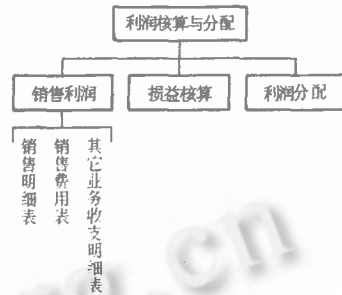 利润核算与分配
销售利润
损益核算
利润分配
销售明细表
销售费用表
其它业务收支明细表
.cn